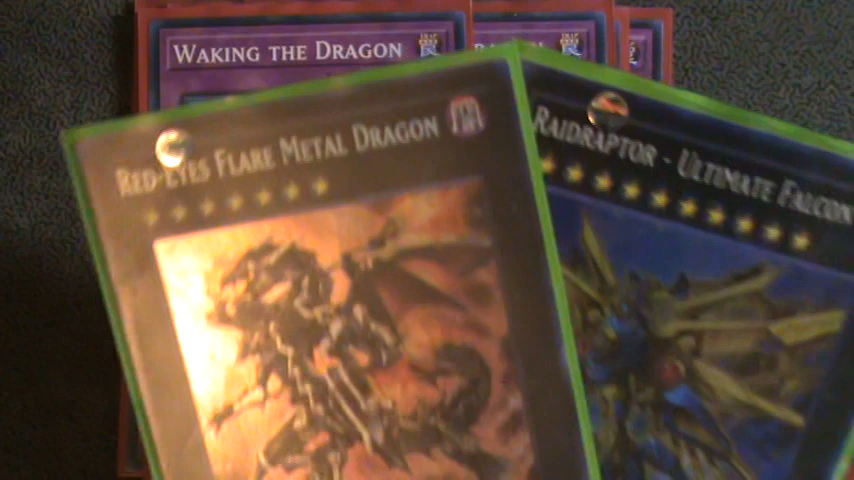 WAKING THE DRAGON
RED-EYES FLARE METAL DRAGON
RAIDRAPTOR - ULTIMATE FALCON